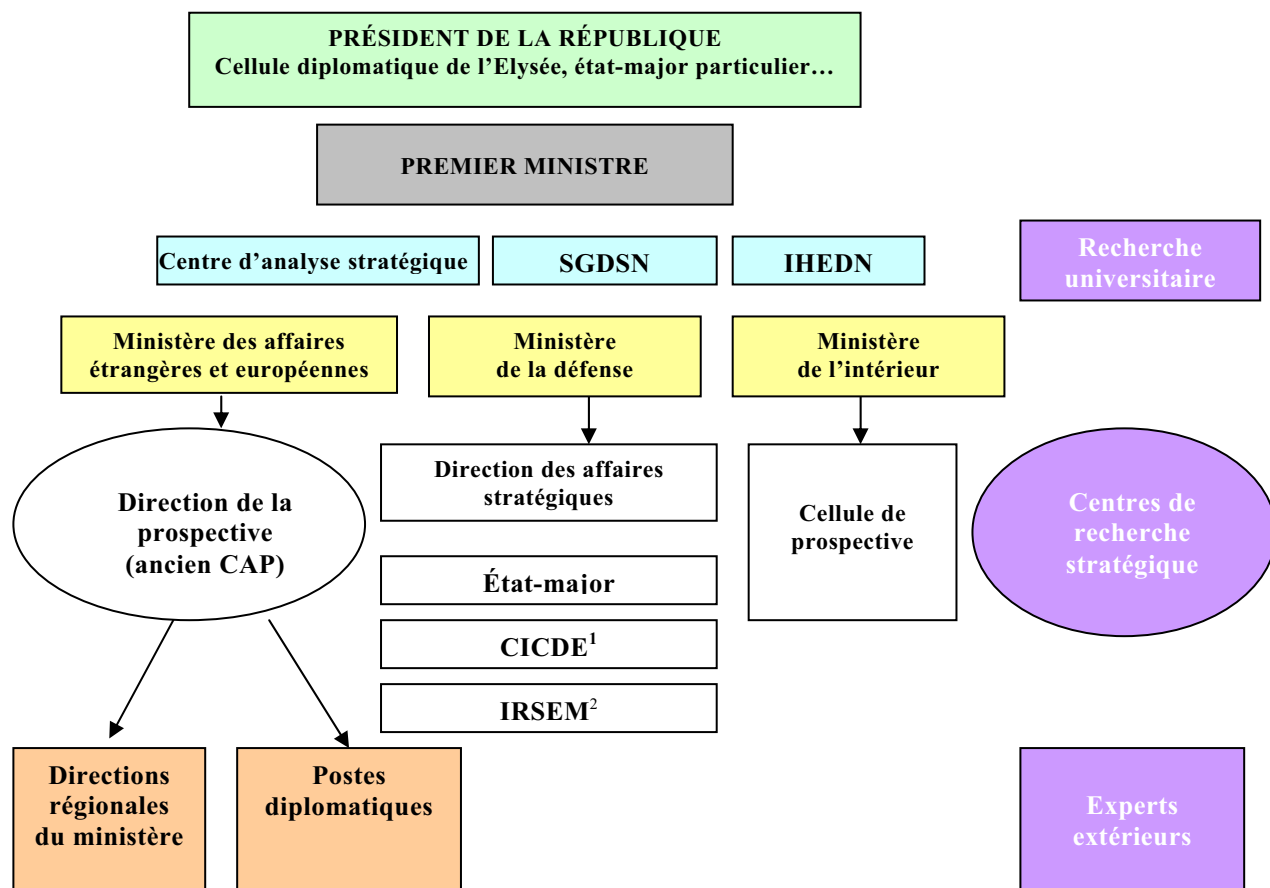 PRÉSIDENT DE LA RÉPUBLIQUE
Cellule diplomatique de l’Elysée, état-major particulier…
PREMIER MINISTRE
Centre d’analyse stratégique
SGDSN
IHEDN
Recherche
universitaire
Ministère des affaires
étrangères et européennes
Ministère
de la défense
Ministère
de l’intérieur
Direction de la
prospective
(ancien CAP)
Direction des affaires
stratégiques
Cellule de
prospective
Centres de
recherche
stratégique
État-major
CICDE¹
IRSEM²
Directions
régionales
du ministère
Postes
diplomatiques
Experts
extérieurs